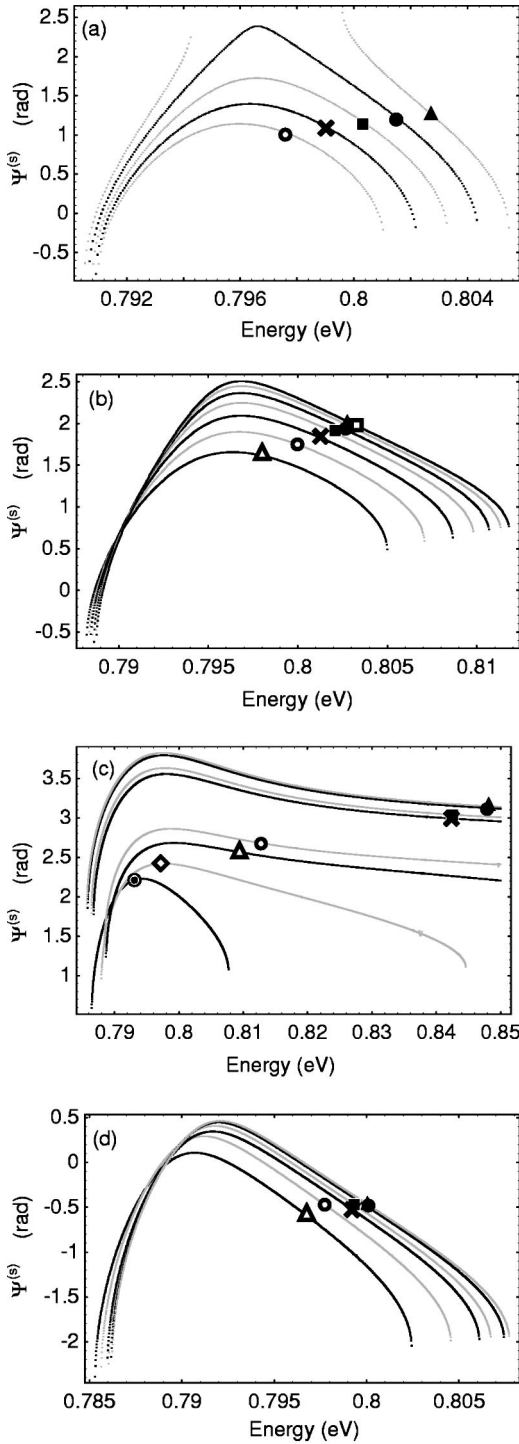 (a)
2.5
2
1.5
1
0.5
0
-0.5
Ψ(s) (rad)
0.792 0.796 0.8 0.804
Energy (eV)
(b)
2.5
2
1.5
1
0.5
0
-0.5
Ψ(s) (rad)
0.79 0.795 0.8 0.805 0.81
Energy (eV)
(c)
3.5
3
2.5
2
1.5
1
Ψ(s) (rad)
0.79 0.8 0.81 0.82 0.83 0.84 0.85
Energy (eV)
(d)
0.5
0
-0.5
-1
-1.5
-2
Ψ(s) (rad)
0.785 0.79 0.795 0.8 0.805
Energy (eV)